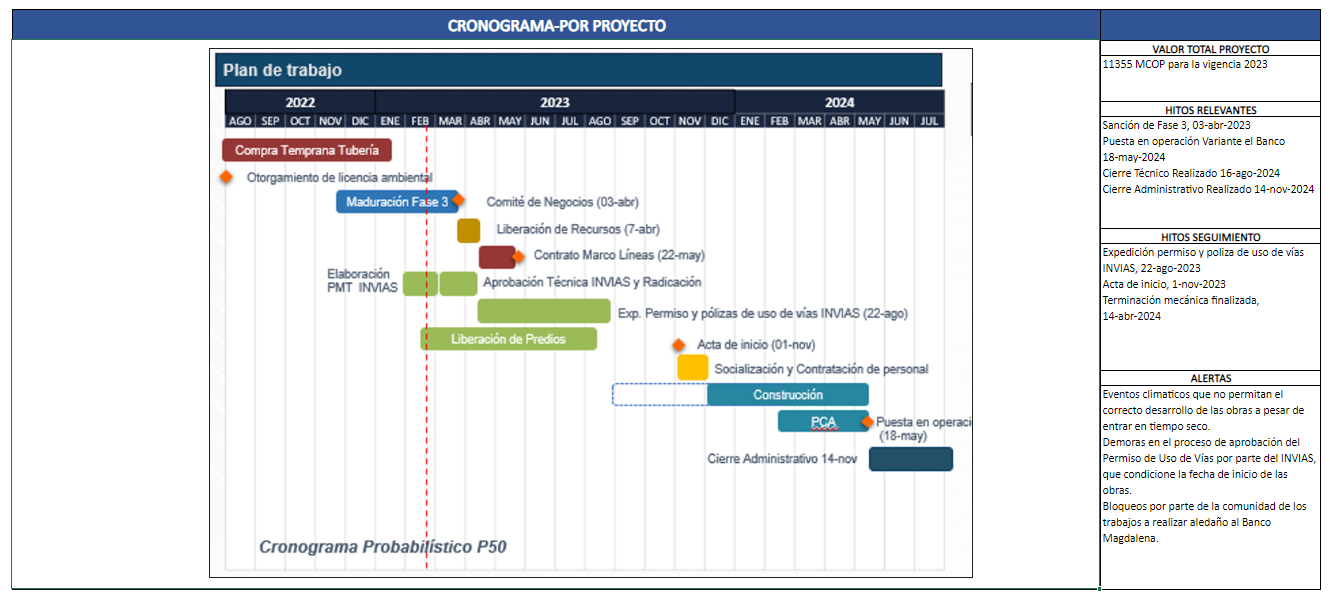 CRONOGRAMA-POR PROYECTO
Plan de trabajo
2022 2023 2024
AGO SEP OCT NOV DIC ENE FEB MAR ABR MAY JUN JUL AGO SEP OCT NOV DIC ENE FEB MAR ABR MAY JUN JUL
Compra Temprana Tubería
Otorgamiento de licencia ambiental
Maduración Fase 3 Comité de Negocios (03-abr)
Liberación de Recursos (7-abr)
Contrato Marco Líneas (22-may)
Elaboración
PMT INVIAS
Aprobación Técnica INVIAS y Radicación
Exp. Permiso y pólizas de uso de vías INVIAS (22-ago)
Liberación de Predios
Acta de inicio (01-nov)
Socialización y Contratación de personal
Construcción
PCA Puesta en operaci
(18-may)
Cierre Administrativo 14-nov
Cronograma Probabilístico P50
VALOR TOTAL PROYECTO
11355 MCOP para la vigencia 2023
HITOS RELEVANTES
Sanción de Fase 3, 03-abr-2023
Puesta en operación Variante el Banco
18-may-2024
Cierre Técnico Realizado 16-ago-2024
Cierre Administrativo Realizado 14-nov-2024
HITOS SEGUIMIENTO
Expedición permiso y poliza de uso de vías
INVIAS, 22-ago-2023
Acta de inicio, 1-nov-2023
Terminación mecánica finalizada,
14-abr-2024
ALERTAS
Eventos climaticos que no permitan el
correcto desarrollo de las obras a pesar de
entrar en tiempo seco.
Demoras en el proceso de aprobación del
Permiso de Uso de Vías por parte del INVIAS,
que condicione la fecha de inicio de las
obras.
Bloqueos por parte de la comunidad de los
trabajos a realizar aledaño al Banco
Magdalena.